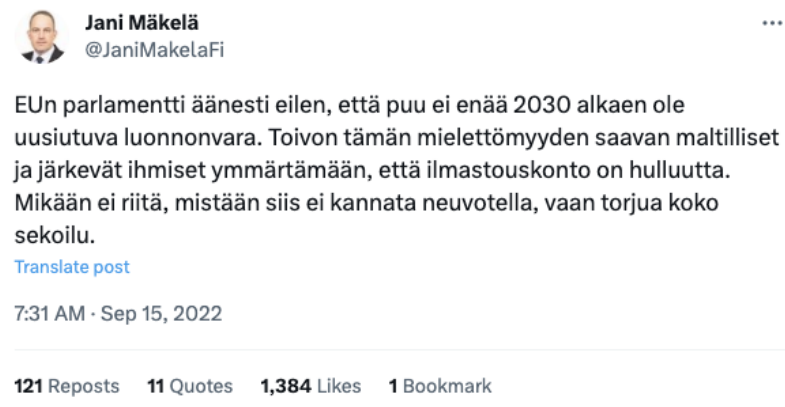 Jani Mäkelä
@JaniMakelaFi
EUn parlamentti äänesti eilen, että puu ei enää 2030 alkaen ole
uusiutuva luonnonvara. Toivon tämän mielettömyyden saavan maltilliset
ja järkevät ihmiset ymmärtämään, että ilmastouskonto on hulluutta.
Mikään ei riitä, mistään siis ei kannata neuvotella, vaan torjua koko
sekoilu.
Translate post
7:31 AM · Sep 15, 2022
121 Reposts 11 Quotes 1,384 Likes 1 Bookmark